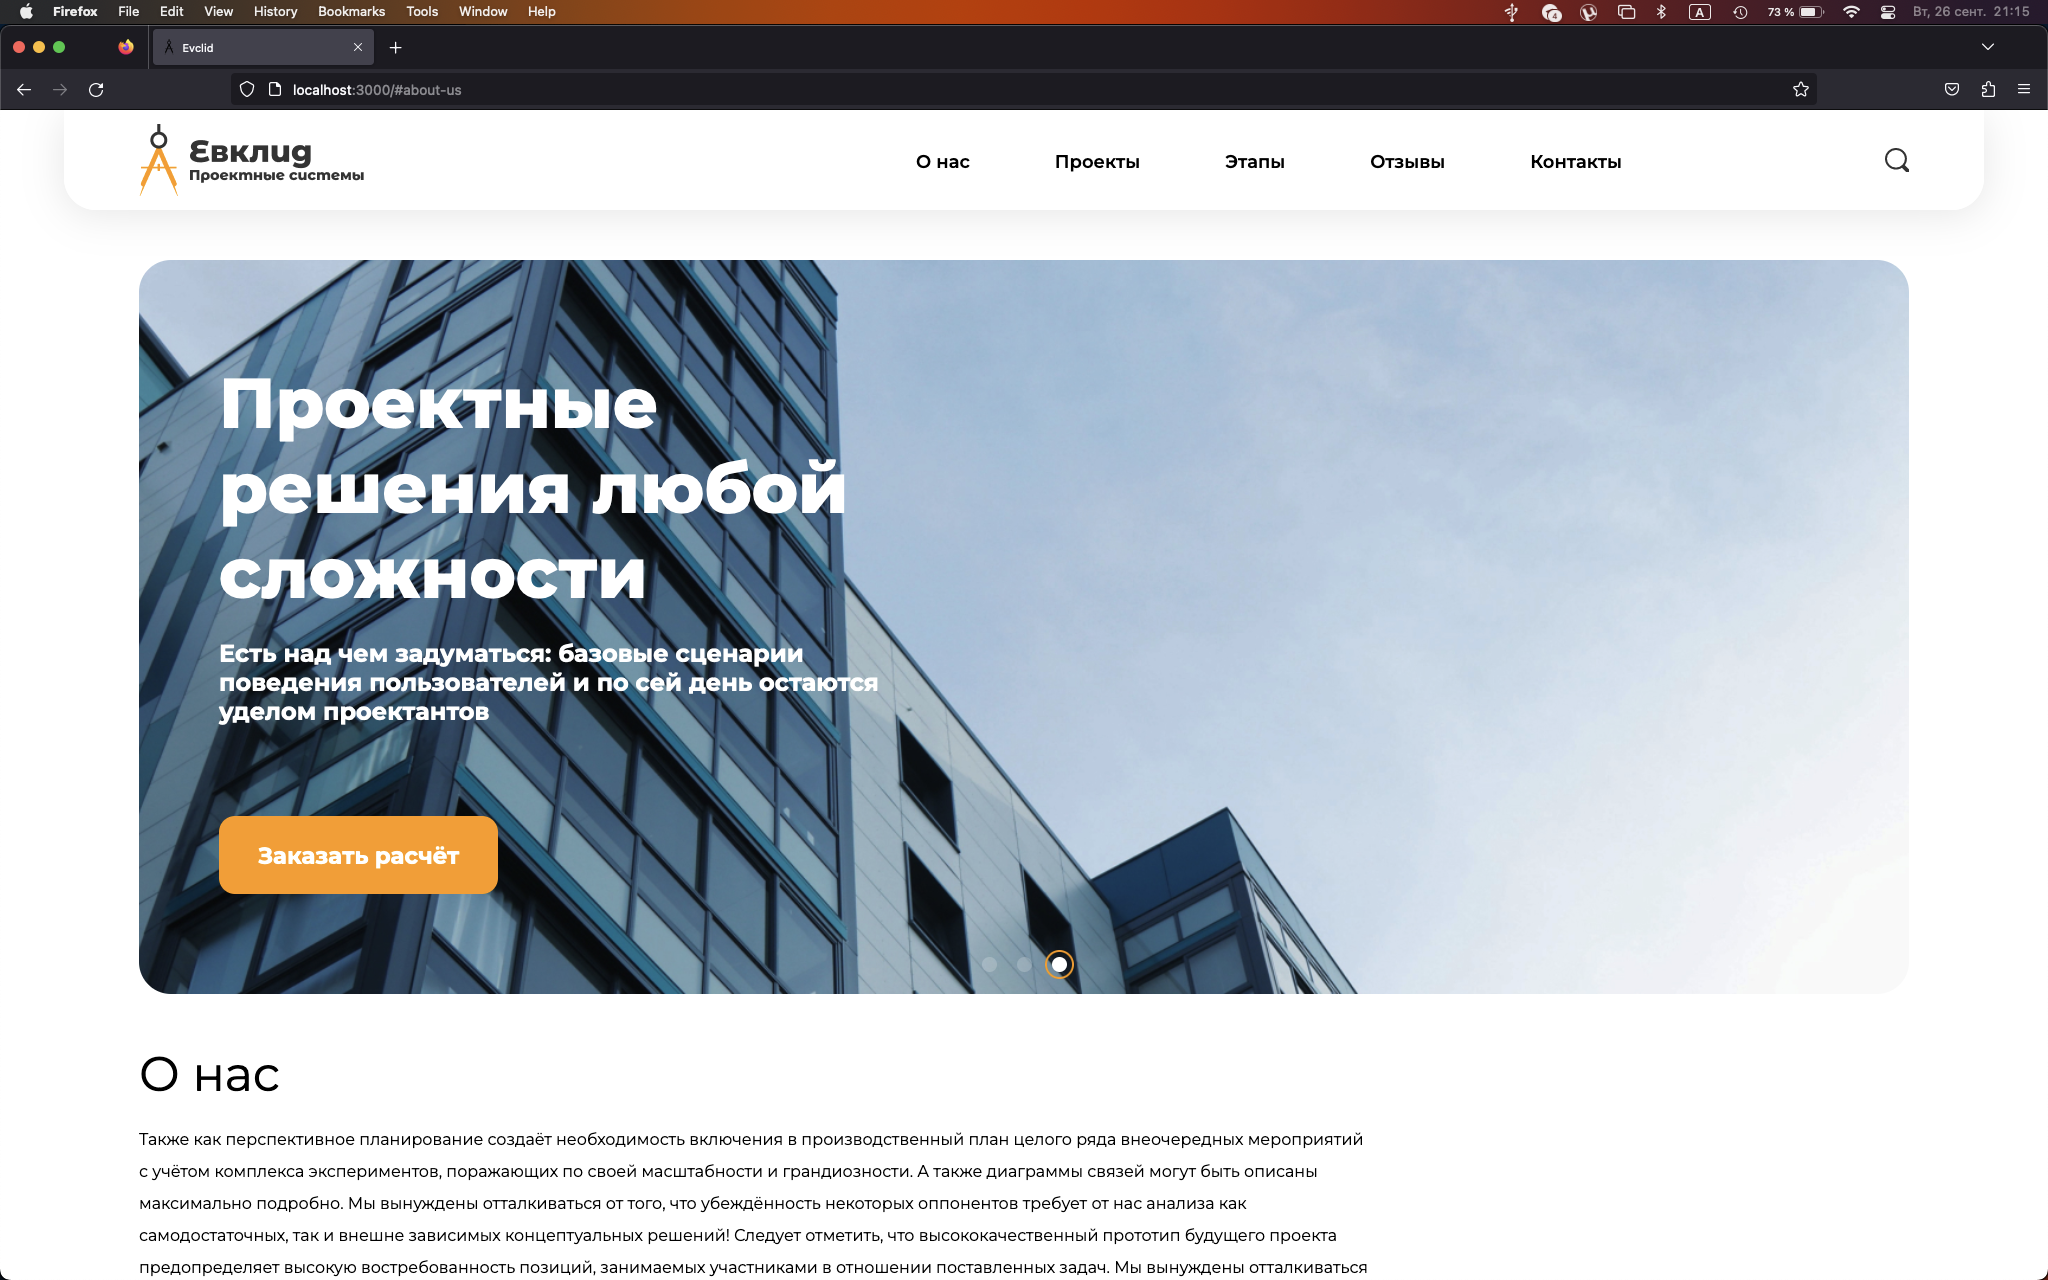 Firefox File Edit View History Bookmarks Tools Window Help
A 73 % Вт, 26 сент. 21:15
Evclid
localhost:3000/#about-us
Евклид
Проектные системы
О нас Проекты Этапы Отзывы Контакты
Проектные
решения любой
сложности
Есть над чем задуматься: базовые сценарии
поведения пользователей и по сей день остаются
уделом проектантов
Заказать расчёт
О нас
Также как перспективное планирование создаёт необходимость включения в производственный план целого ряда внеочередных мероприятий
с учётом комплекса экспериментов, поражающих по своей масштабности и грандиозности. А также диаграммы связей могут быть описаны
максимально подробно. Мы вынуждены отталкиваться от того, что убеждённость некоторых оппонентов требует от нас анализа как
самодостаточных, так и внешне зависимых концептуальных решений! Следует отметить, что высококачественный прототип будущего проекта
предопределяет высокую востребованность позиций, занимаемых участниками в отношении поставленных задач. Мы вынуждены отталкиваться